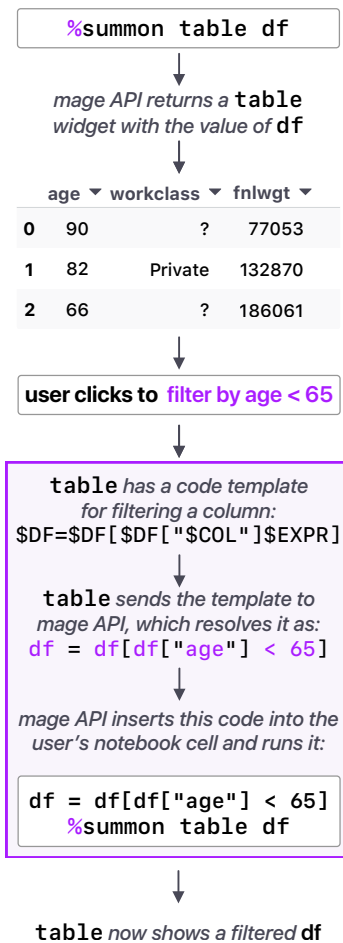 %summon table df
mage API returns a table
widget with the value of df
age workclass fnlwgt
0 90 ? 77053
1 82 Private 132870
2 66 ? 186061
user clicks to filter by age < 65
table has a code template
for filtering a column:
$DF=$DF[$DF["$COL"]$EXPR]
table sends the template to
mage API, which resolves it as:
df = df[df["age"] < 65]
mage API inserts this code into the
user’s notebook cell and runs it:
df = df[df["age"] < 65]
%summon table df
table now shows a filtered df